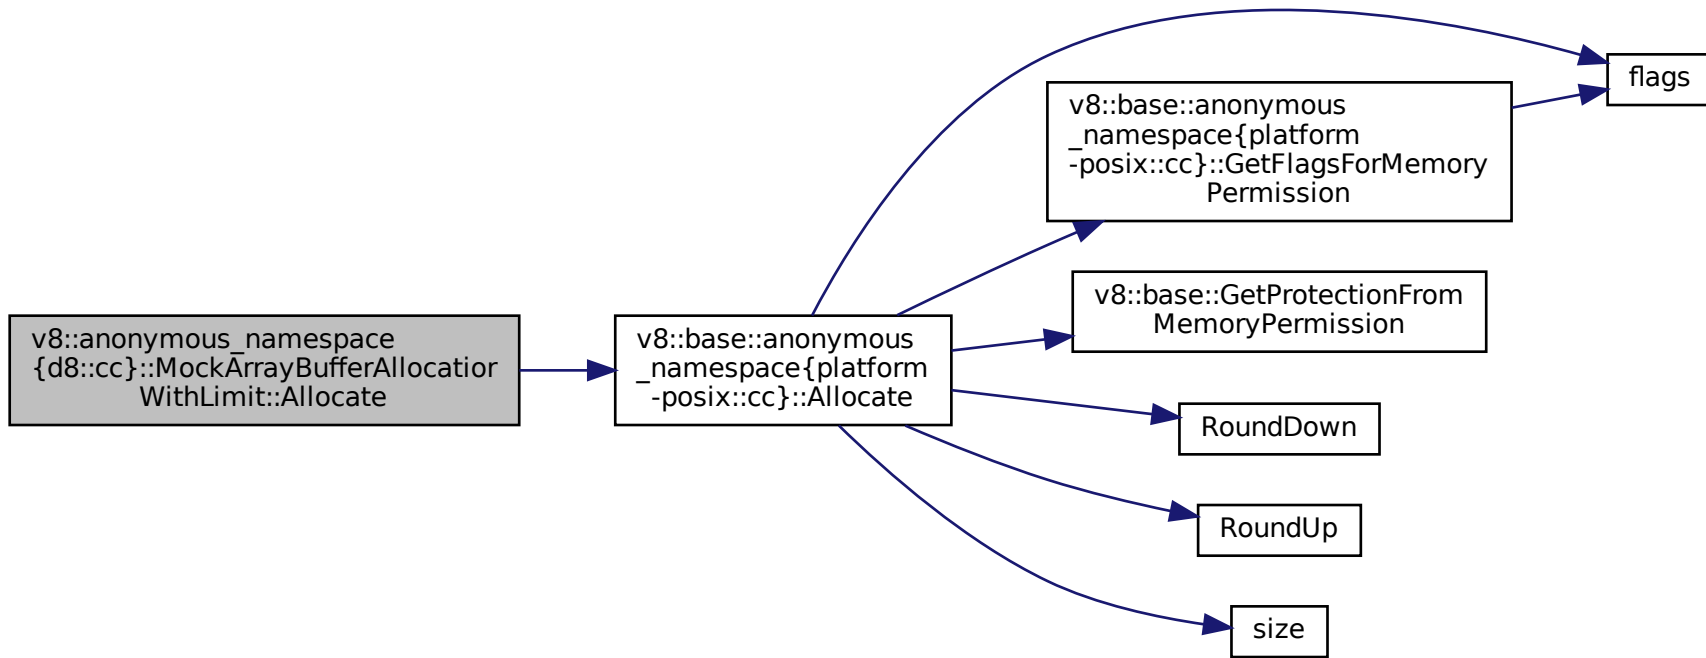 v8::anonymous_namespace
{d8::cc}::MockArrayBufferAllocatior
WithLimit::Allocate
v8::base::anonymous
_namespace{platform
-posix::cc}::Allocate
flags
v8::base::anonymous
_namespace{platform
-posix::cc}::GetFlagsForMemory
Permission
v8::base::GetProtectionFrom
MemoryPermission
RoundDown
RoundUp
size